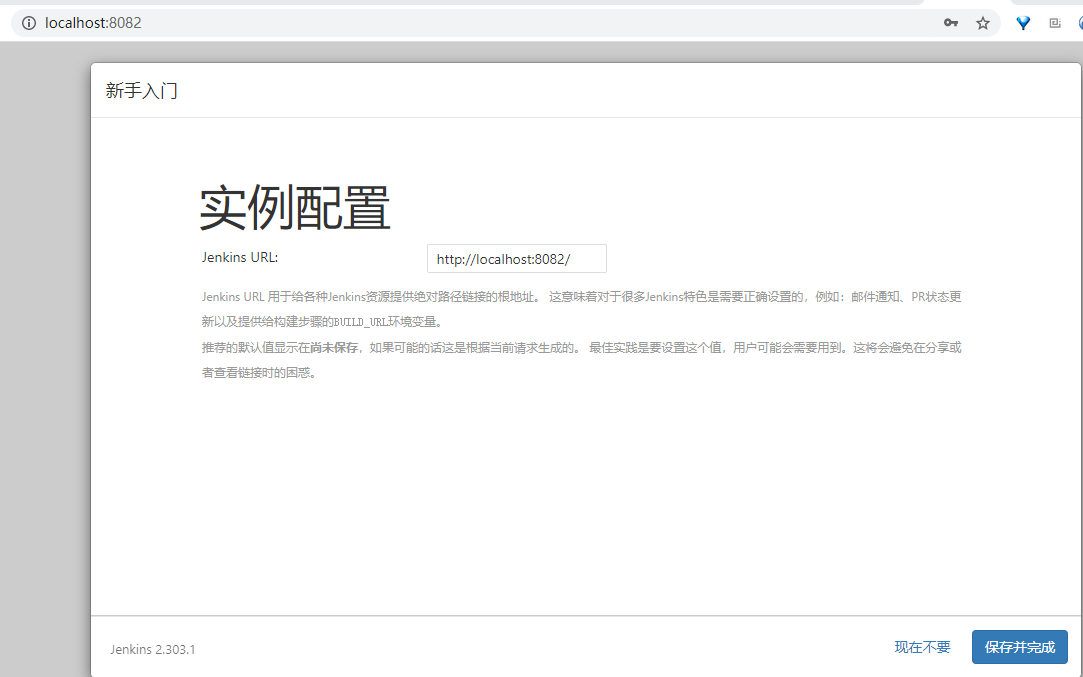 localhost:8082
新手入门
实例配置
Jenkins URL:
http://localhost:8082/
Jenkins URL 用于给各种Jenkins资源提供绝对路径链接的根地址。 这意味着对于很多Jenkins特色是需要正确设置的，例如：邮件通知、PR状态更
新以及提供给构建步骤的BUILD_URL环境变量。
推荐的默认值显示在尚未保存，如果可能的话这是根据当前请求生成的。 最佳实践是要设置这个值，用户可能会需要用到。这将会避免在分享或
者查看链接时的困惑。
Jenkins 2.303.1
现在不要
保存并完成